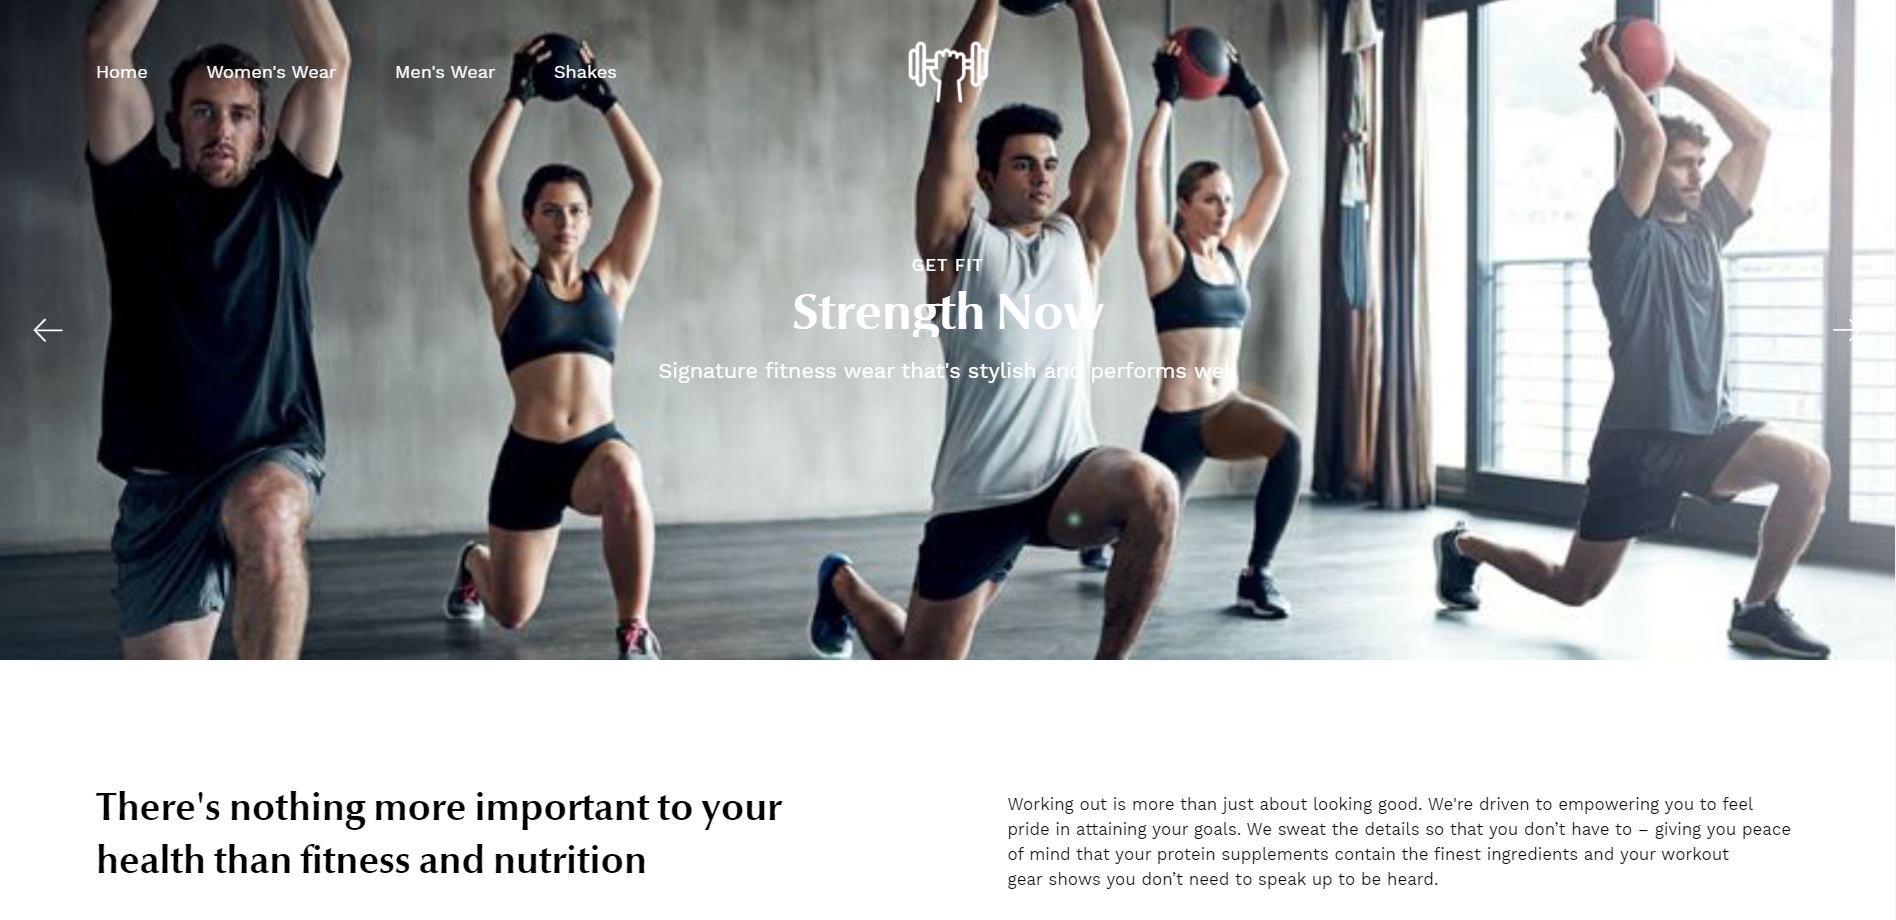 Home Women's Wear Men's Wear Shakes
GET FIT
Strength Now
Signature fitness wear that's stylish and performs well.
There's nothing more important to your
health than fitness and nutrition
Working out is more than just about looking good. We're driven to empowering you to feel
pride in attaining your goals. We sweat the details so that you don’t have to – giving you peace
of mind that your protein supplements contain the finest ingredients and your workout
gear shows you don’t need to speak up to be heard.